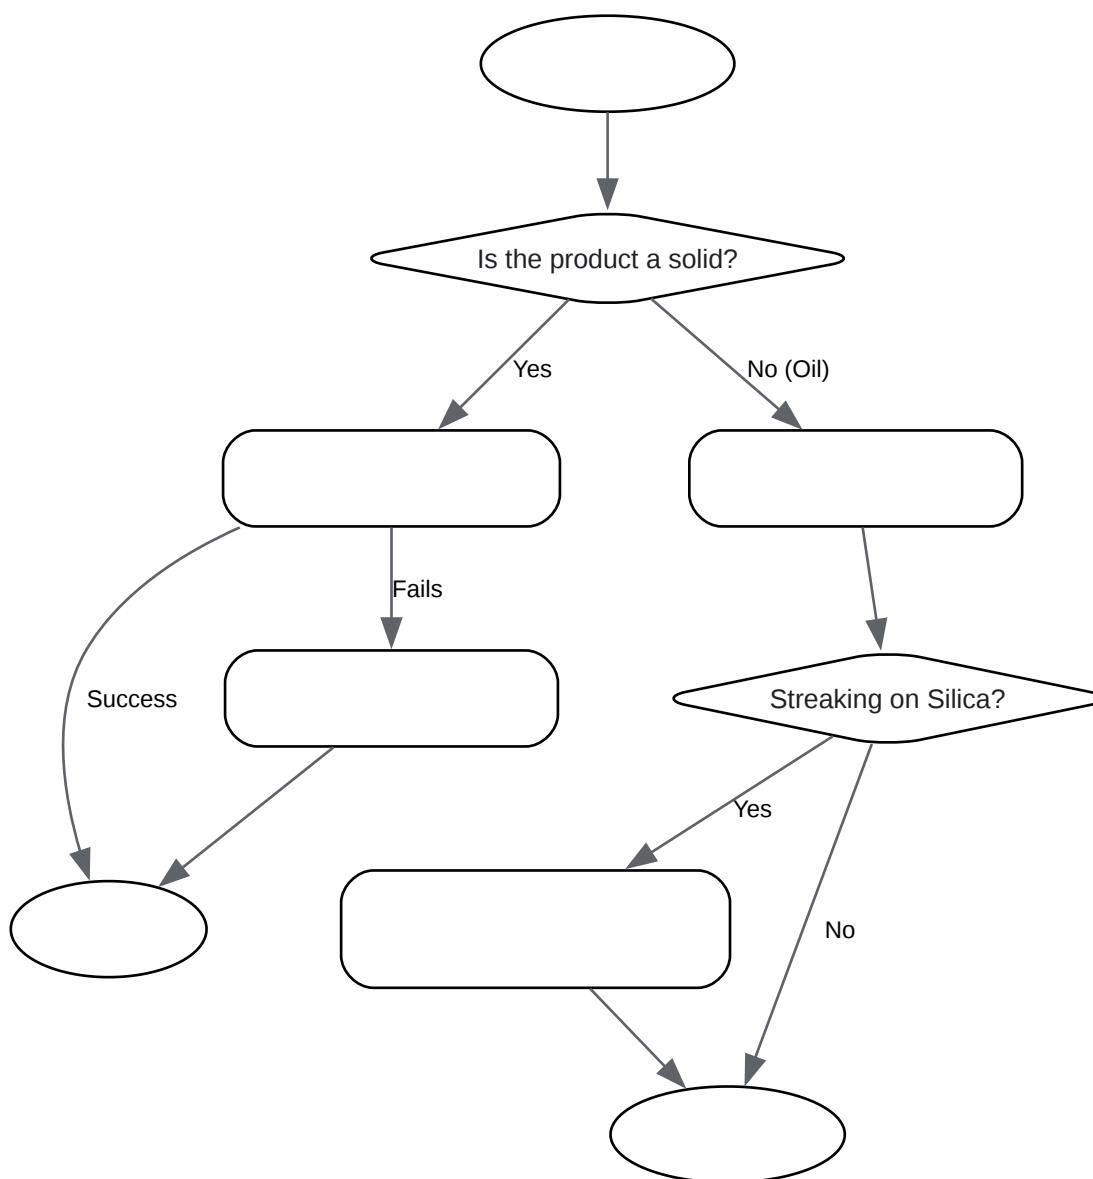 Is the product a solid?
Yes
No (Oil)
Fails
Success
Streaking on Silica?
Yes
No